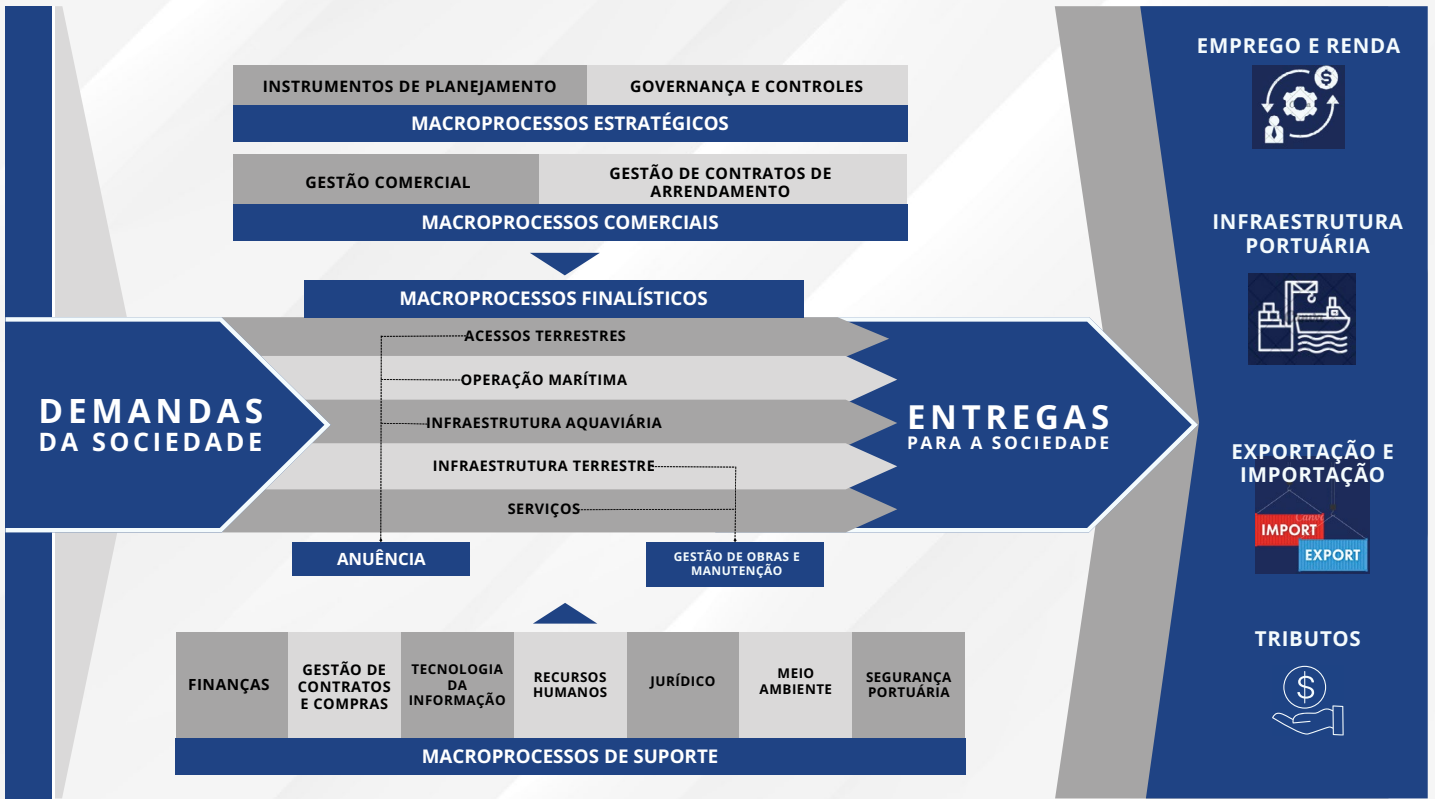 INSTRUMENTOS DE PLANEJAMENTO
GOVERNANÇA E CONTROLES
MACROPROCESSOS ESTRATÉGICOS
GESTÃO COMERCIAL
GESTÃO DE CONTRATOS DE
ARRENDAMENTO
MACROPROCESSOS COMERCIAIS
MACROPROCESSOS FINALÍSTICOS
DEMANDAS
DA SOCIEDADE
ACESSOS TERRESTRES
OPERAÇÃO MARÍTIMA
INFRAESTRUTURA AQUAVIÁRIA
INFRAESTRUTURA TERRESTRE
SERVIÇOS
ANUÊNCIA
GESTÃO DE OBRAS E
MANUTENÇÃO
ENTREGAS
PARA A SOCIEDADE
FINANÇAS
GESTÃO DE
CONTRATOS
E COMPRAS
TECNOLOGIA
DA
INFORMAÇÃO
RECURSOS
HUMANOS
JURÍDICO
MEIO
AMBIENTE
SEGURANÇA
PORTUÁRIA
MACROPROCESSOS DE SUPORTE
EMPREGO E RENDA
$
INFRAESTRUTURA
PORTUÁRIA
EXPORTAÇÃO E
IMPORTAÇÃO
Canva
IMPORT
EXPORT
TRIBUTOS
$